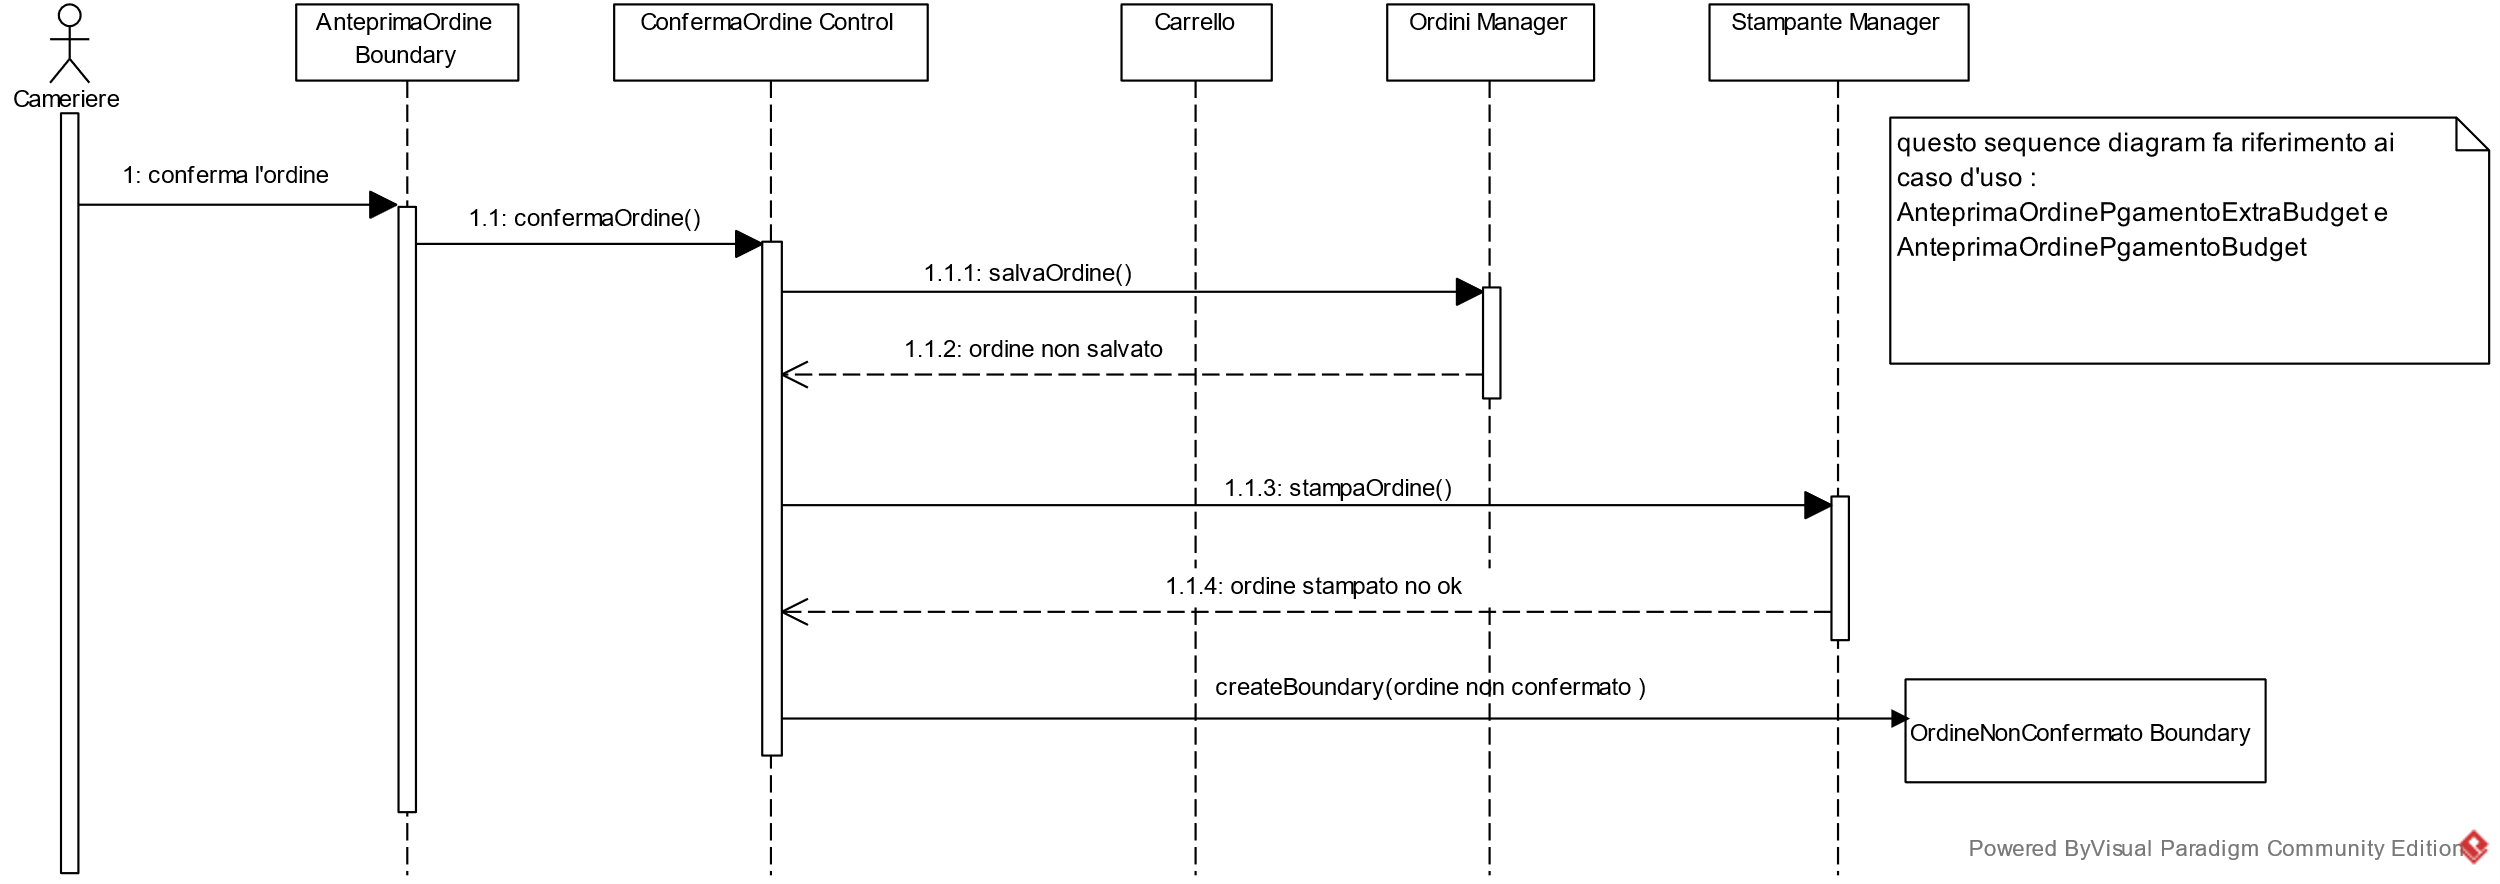 Cameriere
AnteprimaOrdine
Boundary
ConfermaOrdine Control
Carrello
Ordini Manager
Stampante Manager
questo sequence diagram fa riferimento ai
caso d'uso :
AnteprimaOrdinePgamentoExtraBudget e
AnteprimaOrdinePgamentoBudget
1: conferma l'ordine
1.1: confermaOrdine()
1.1.1: salvaOrdine()
1.1.2: ordine non salvato
1.1.3: stampaOrdine()
1.1.4: ordine stampato no ok
createBoundary(ordine non confermato )
OrdineNonConfermato Boundary
Powered ByVisual Paradigm Community Edition